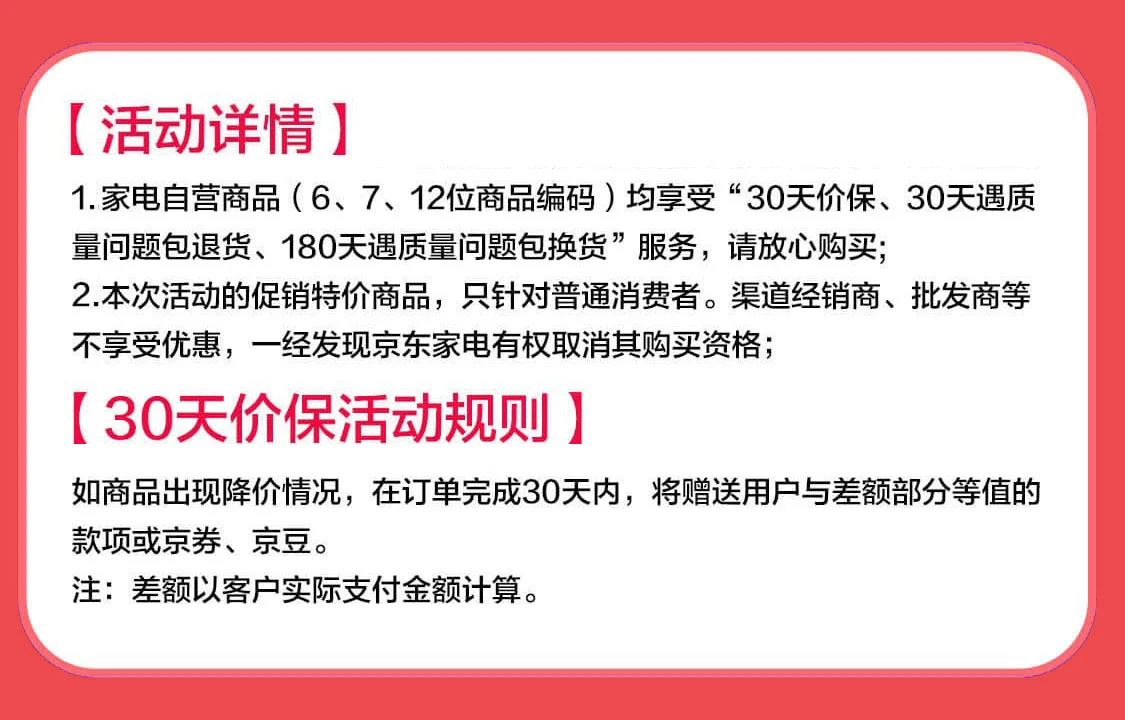 【活动详情】
1.家电自营商品（6、7、12位商品编码）均享受“30天价保、30天遇质
量问题包退货、180天遇质量问题包换货”服务，请放心购买;
2.本次活动的促销特价商品，只针对普通消费者。渠道经销商、批发商等
不享受优惠，一经发现京东家电有权取消其购买资格；
【30天价保活动规则】
如商品出现降价情况，在订单完成30天内，将赠送用户与差额部分等值的
款项或京券、京豆。
注：差额以客户实际支付金额计算。